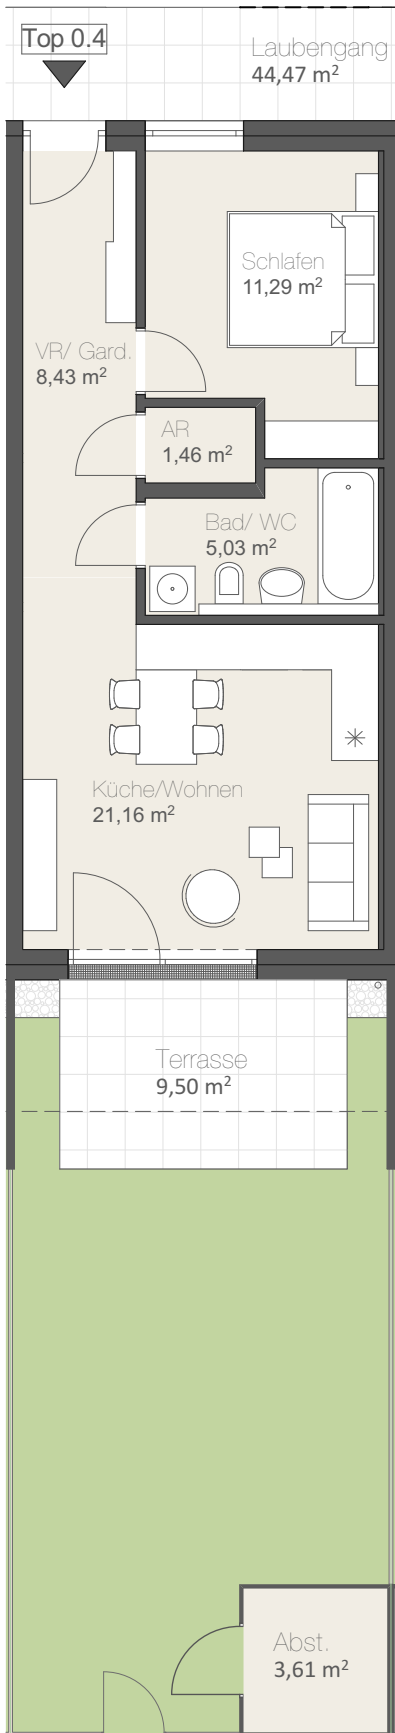 Top 0.4
Laubengang
44,47 m²
Schlafen
11,29 m²
VR/ Gard.
8,43 m²
AR
1,46 m²
Bad/ WC
5,03 m²
Küche/Wohnen
21,16 m²
Terrasse
9,50 m²
Abst.
3,61 m²